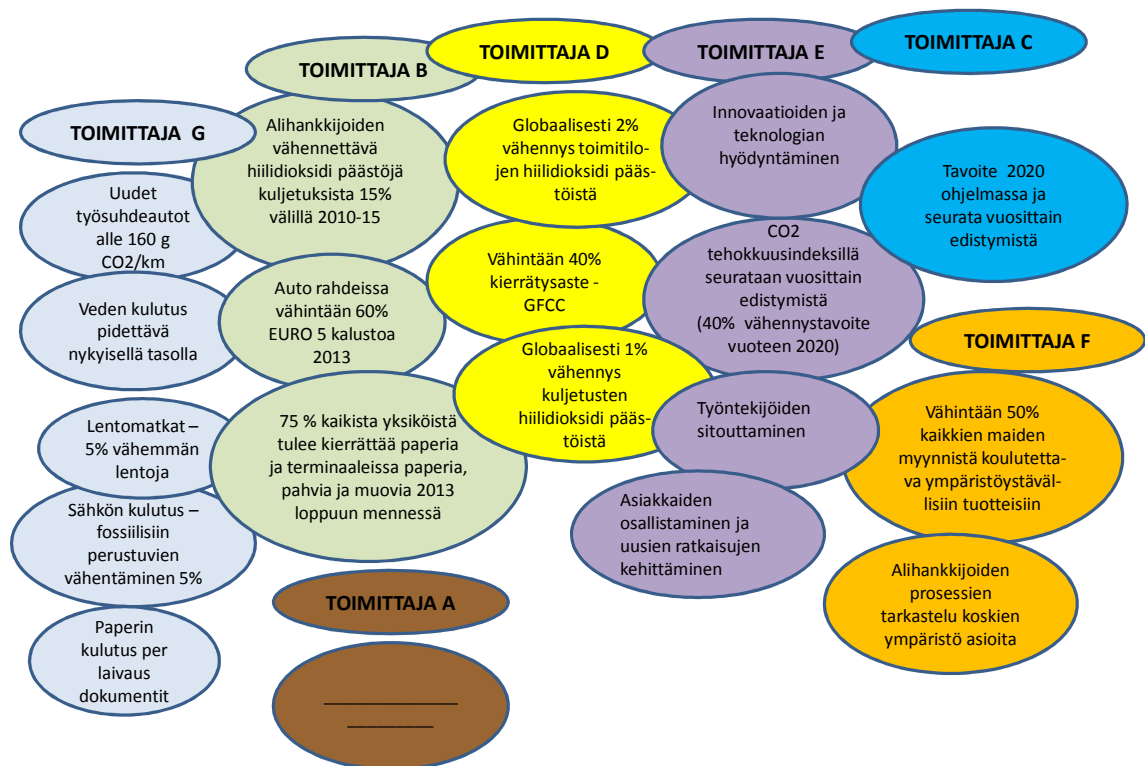 TOIMITTAJA G
Uudet
työsuhdeautot
alle 160 g
CO2/km
Veden kulutus
pidettävä
nykyisellä tasolla
Lentomatkat –
5% vähemmän
lentoja
Sähkön kulutus –
fossiilisiin
perustuvien
vähentäminen 5%
Paperin
kulutus per
laivaus
dokumentit
TOIMITTAJA B
Alihankkijoiden
vähennettävä
hiilidioksidi päästöjä
kuljetuksista 15%
välillä 2010-15
Auto rahdeissa
vähintään 60%
EURO 5 kalustoa
2013
75 % kaikista yksiköistä
tulee kierrättää paperia
ja terminaaleissa paperia,
pahvia ja muovia 2013
loppuun mennessä
TOIMITTAJA A
TOIMITTAJA D
Globaalisesti 2%
vähennys toimitilo-
jen hiilidioksidi pääs-
töistä
Vähintään 40%
kierrätysaste -
GFCC
Globaalisesti 1%
vähennys
kuljetusten
hiilidioksidi pääs-
töistä
TOIMITTAJA E
Innovaatioiden ja
teknologian
hyödyntäminen
CO2
tehokkuusindeksillä
seurataan vuosittain
edistymistä
(40% vähennystavoite
vuoteen 2020)
Työntekijöiden
sitouttaminen
Asiakkaiden
osallistaminen ja
uusien ratkaisujen
kehittäminen
TOIMITTAJA C
Tavoite 2020
ohjelmassa ja
seurata vuosittain
edistymistä
TOIMITTAJA F
Vähintään 50%
kaikkien maiden
myynnistä koulutetta-
va ympäristöystäväl-
lisiin tuotteisiin
Alihankkijoiden
prosessien
tarkastelu koskien
ympäristö asioita